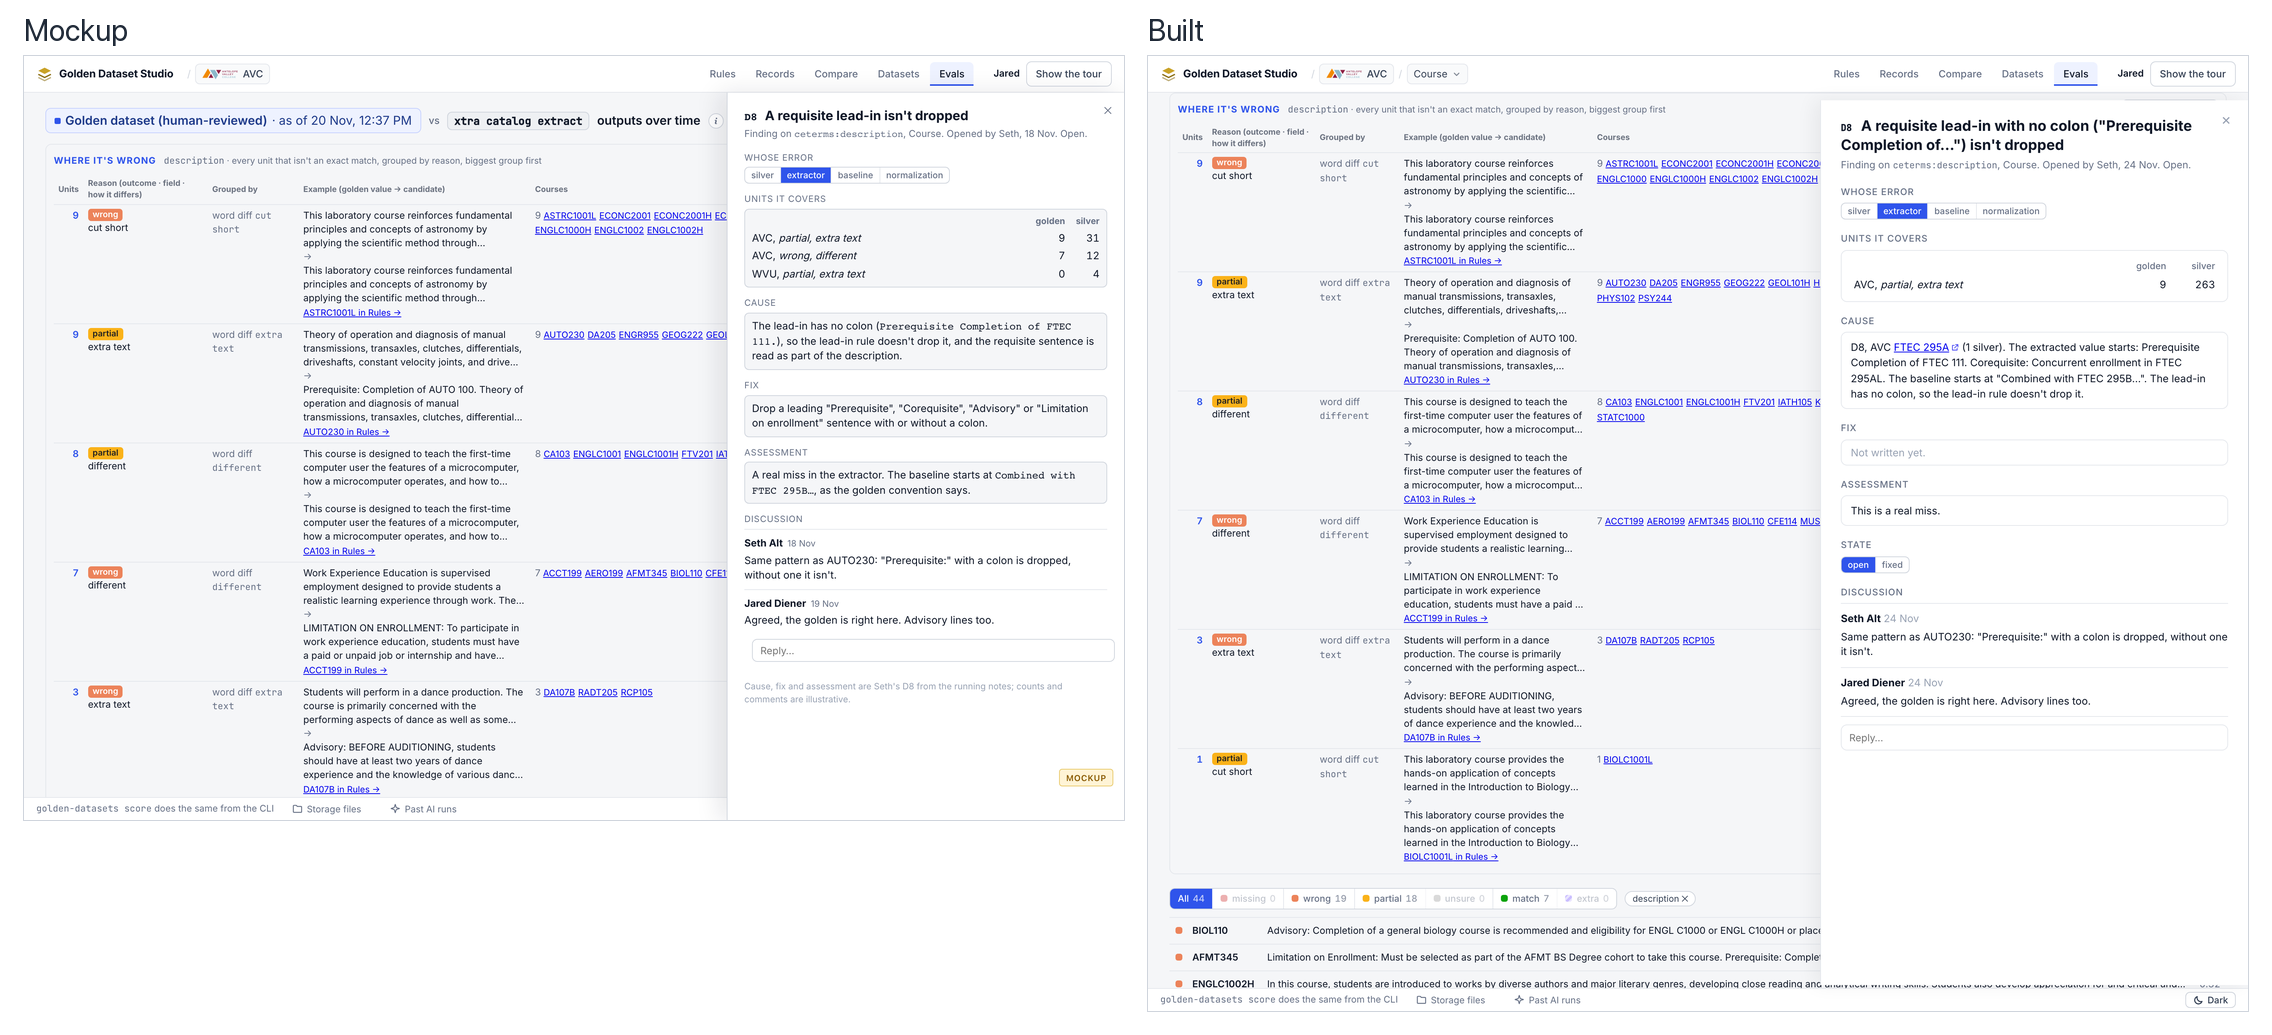 Mockup
Golden Dataset Studio / AVC Rules Records Compare Datasets Evals Jared Show the tour
Golden dataset (human-reviewed) · as of 20 Nov, 12:37 PM vs xtra catalog extract outputs over time i
WHERE IT'S WRONG description · every unit that isn't an exact match, grouped by reason, biggest group first
Units Reason (outcome · field · how it differs) Grouped by Example (golden value → candidate) Courses
9 wrong cut short
word diff cut short
This laboratory course reinforces fundamental
principles and concepts of astronomy by
applying the scientific method through...
→
This laboratory course reinforces fundamental
principles and concepts of astronomy by
applying the scientific method through...
ASTRC1001L in Rules →
9 ASTRC1001L ECONC2001 ECONC2001H EC
ENGLC1000H ENGLC1002 ENGLC1002H
9 partial extra text
word diff extra text
Theory of operation and diagnosis of manual
transmissions, transaxles, clutches, differentials,
driveshafts, constant velocity joints, and drive...
→
Prerequisite: Completion of AUTO 100. Theory of
operation and diagnosis of manual
transmissions, transaxles, clutches, differential...
AUTO230 in Rules →
9 AUTO230 DA205 ENGR955 GEOG222 GEOL
8 partial different
word diff different
This course is designed to teach the first-time
computer user the features of a microcomputer,
how a microcomputer operates, and how to...
→
This course is designed to teach the first-time
computer user the features of a microcomputer,
how a microcomputer operates, and how to...
CA103 in Rules →
8 CA103 ENGLC1001 ENGLC1001H FTV201 IAT
7 wrong different
word diff different
Work Experience Education is supervised
employment designed to provide students a
realistic learning experience through work. The...
→
LIMITATION ON ENROLLMENT: To participate in
work experience education, students must have
a paid or unpaid job or internship and have...
ACCT199 in Rules →
7 ACCT199 AERO199 AFMT345 BIOL110 CFE1
3 wrong extra text
word diff extra text
Students will perform in a dance production. The
course is primarily concerned with the
performing aspects of dance as well as some...
→
Advisory: BEFORE AUDITIONING, students
should have at least two years of dance
experience and the knowledge of various danc...
DA107B in Rules →
3 DA107B RADT205 RCP105
golden-datasets score does the same from the CLI Storage files Past AI runs
D8 A requisite lead-in isn't dropped ×
Finding on ceterms:description, Course. Opened by Seth, 18 Nov. Open.
WHOSE ERROR
silver extractor baseline normalization
UNITS IT COVERS
golden silver
AVC, partial, extra text 9 31
AVC, wrong, different 7 12
WVU, partial, extra text 0 4
CAUSE
The lead-in has no colon (Prerequisite Completion of FTEC
111.), so the lead-in rule doesn't drop it, and the requisite sentence is
read as part of the description.
FIX
Drop a leading "Prerequisite", "Corequisite", "Advisory" or "Limitation
on enrollment" sentence with or without a colon.
ASSESSMENT
A real miss in the extractor. The baseline starts at Combined with
FTEC 295B…, as the golden convention says.
DISCUSSION
Seth Alt 18 Nov
Same pattern as AUTO230: "Prerequisite:" with a colon is dropped,
without one it isn't.
Jared Diener 19 Nov
Agreed, the golden is right here. Advisory lines too.
Reply...
Cause, fix and assessment are Seth's D8 from the running notes; counts and
comments are illustrative.
MOCKUP
Built
Golden Dataset Studio / AVC / Course Rules Records Compare Datasets Evals Jared Show the tour
WHERE IT'S WRONG description · every unit that isn't an exact match, grouped by reason, biggest group first
Units Reason (outcome · field · how it differs) Grouped by Example (golden value → candidate) Courses
9 wrong cut short
word diff cut short
This laboratory course reinforces
fundamental principles and concepts of
astronomy by applying the scientific...
→
This laboratory course reinforces
fundamental principles and concepts of
astronomy by applying the scientific...
ASTRC1001L in Rules →
9 ASTRC1001L ECONC2001 ECONC2001H ECONC20
ENGLC1000 ENGLC1000H ENGLC1002 ENGLC1002H
9 partial extra text
word diff extra text
Theory of operation and diagnosis of
manual transmissions, transaxles,
clutches, differentials, driveshafts,...
→
Prerequisite: Completion of AUTO 100.
Theory of operation and diagnosis of
manual transmissions, transaxles,...
AUTO230 in Rules →
9 AUTO230 DA205 ENGR955 GEOG222 GEOL101H H
PHYS102 PSY244
8 partial different
word diff different
This course is designed to teach the
first-time computer user the features of
a microcomputer, how a microcomput...
→
This course is designed to teach the
first-time computer user the features of
a microcomputer, how a microcomput...
CA103 in Rules →
8 CA103 ENGLC1001 ENGLC1001H FTV201 IATH105 K
STATC1000
7 wrong different
word diff different
Work Experience Education is
supervised employment designed to
provide students a realistic learning...
→
LIMITATION ON ENROLLMENT: To
participate in work experience
education, students must have a paid ...
ACCT199 in Rules →
7 ACCT199 AERO199 AFMT345 BIOL110 CFE114 MUS
3 wrong extra text
word diff extra text
Students will perform in a dance
production. The course is primarily
concerned with the performing aspect...
→
Advisory: BEFORE AUDITIONING,
students should have at least two years
of dance experience and the knowled...
DA107B in Rules →
3 DA107B RADT205 RCP105
1 partial cut short
word diff cut short
This laboratory course provides the
hands-on application of concepts
learned in the Introduction to Biology...
→
This laboratory course provides the
hands-on application of concepts
learned in the Introduction to Biology...
BIOLC1001L in Rules →
1 BIOLC1001L
All 44 missing 0 wrong 19 partial 18 unsure 0 match 7 extra 0 description ×
BIOL110 Advisory: Completion of a general biology course is recommended and eligibility for ENGL C1000 or ENGL C1000H or place
AFMT345 Limitation on Enrollment: Must be selected as part of the AFMT BS Degree cohort to take this course. Prerequisite: Complet
ENGLC1002H In this course, students are introduced to works by diverse authors and major literary genres, developing close reading and analytical writing skills. Students also develop appreciation for and critical
golden-datasets score does the same from the CLI Storage files Past AI runs Dark
D8 A requisite lead-in with no colon ("Prerequisite
Completion of...") isn't dropped ×
Finding on ceterms:description, Course. Opened by Seth, 24 Nov. Open.
WHOSE ERROR
silver extractor baseline normalization
UNITS IT COVERS
golden silver
AVC, partial, extra text 9 263
CAUSE
D8, AVC FTEC 295A (1 silver). The extracted value starts: Prerequisite
Completion of FTEC 111. Corequisite: Concurrent enrollment in FTEC
295AL. The baseline starts at "Combined with FTEC 295B...". The lead-in
has no colon, so the lead-in rule doesn't drop it.
FIX
Not written yet.
ASSESSMENT
This is a real miss.
STATE
open fixed
DISCUSSION
Seth Alt 24 Nov
Same pattern as AUTO230: "Prerequisite:" with a colon is dropped, without one
it isn't.
Jared Diener 24 Nov
Agreed, the golden is right here. Advisory lines too.
Reply...